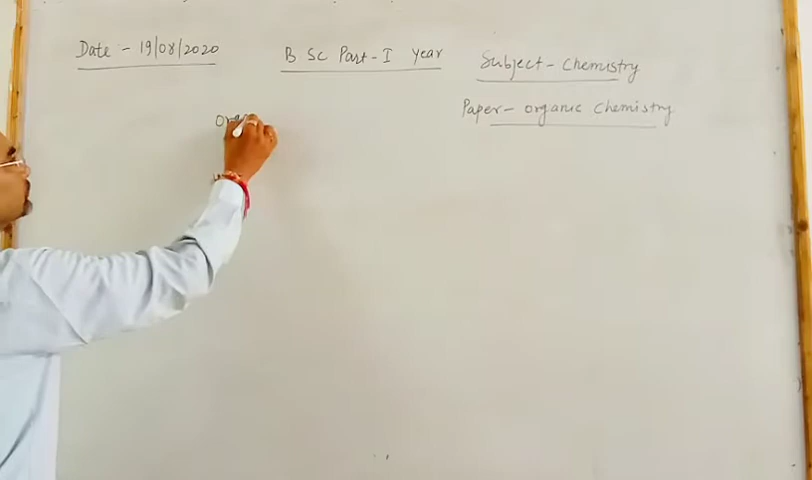 Date :- 19/08/2020
B Sc Part-I Year
Subject - Chemistry
Paper- organic Chemistry